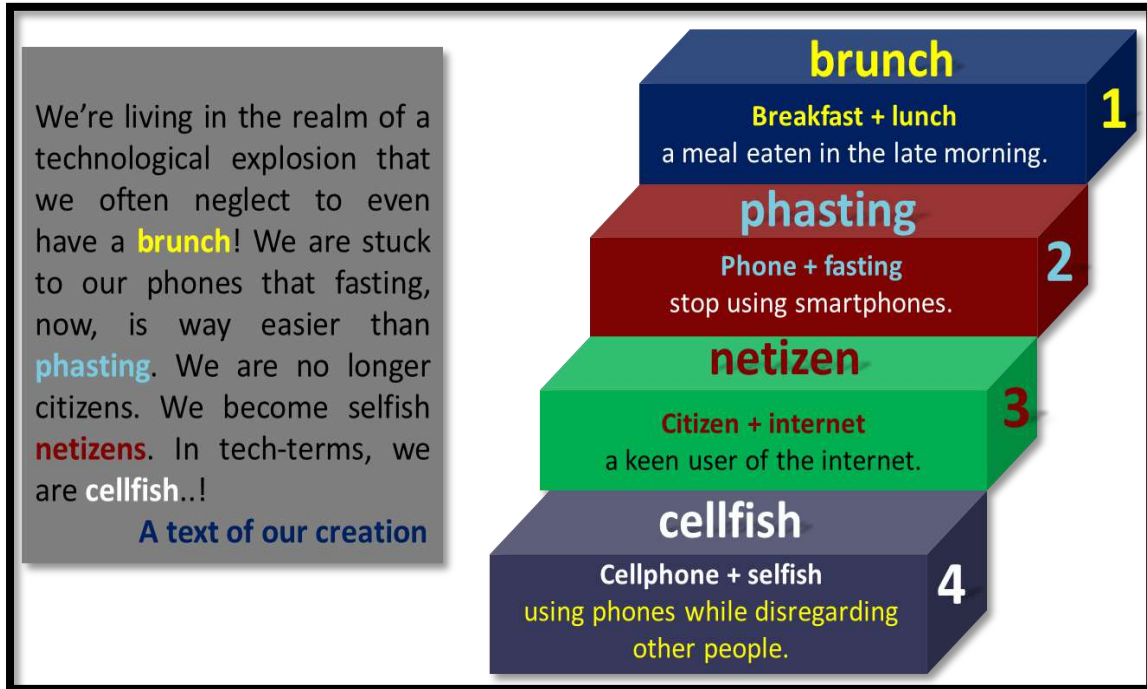 We’re living in the realm of a
technological explosion that
we often neglect to even
have a brunch! We are stuck
to our phones that fasting,
now, is way easier than
phasting. We are no longer
citizens. We become selfish
netizens. In tech-terms, we
are cellfish..!
A text of our creation
brunch
Breakfast + lunch
a meal eaten in the late morning.
1
phasting
Phone + fasting
stop using smartphones.
2
netizen
Citizen + internet
a keen user of the internet.
3
cellfish
Cellphone + selfish
using phones while disregarding
other people.
4